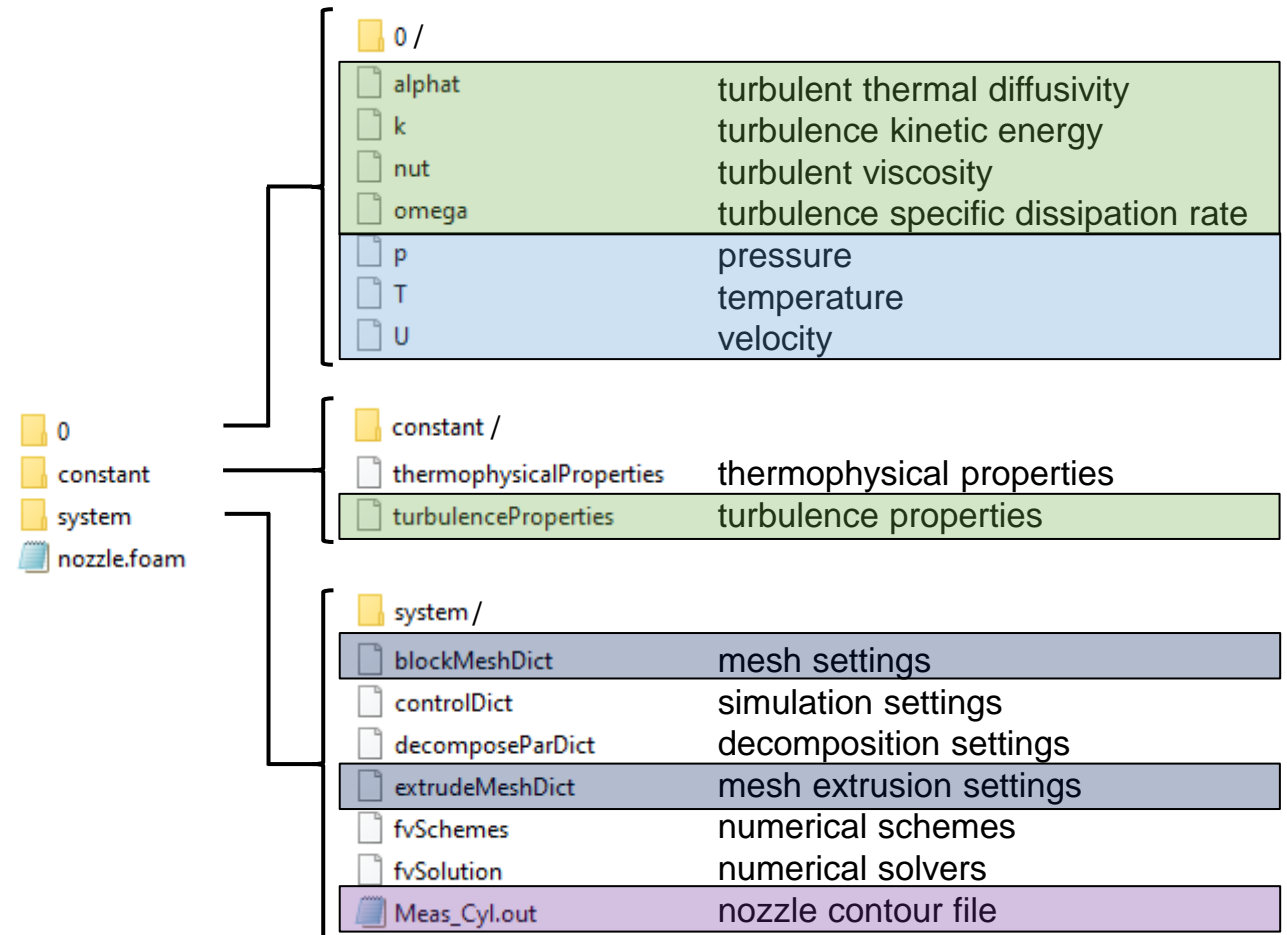 0 /
alphat turbulent thermal diffusivity
k turbulence kinetic energy
nut turbulent viscosity
omega turbulence specific dissipation rate
p pressure
T temperature
U velocity
0
constant
system
nozzle.foam
constant /
thermophysicalProperties thermophysical properties
turbulenceProperties turbulence properties
system /
blockMeshDict mesh settings
controlDict simulation settings
decomposeParDict decomposition settings
extrudeMeshDict mesh extrusion settings
fvSchemes numerical schemes
fvSolution numerical solvers
Meas_Cyl.out nozzle contour file